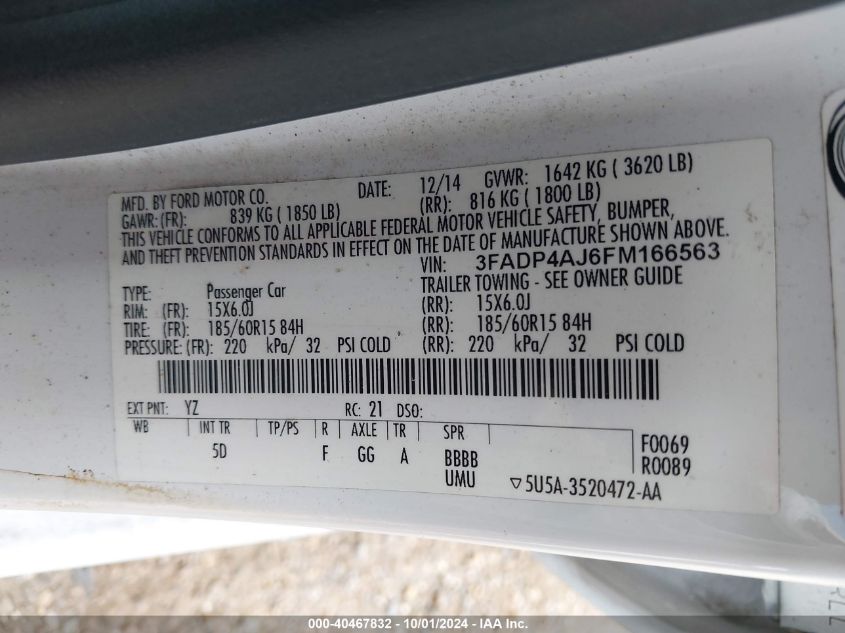 MFD. BY FORD MOTOR CO. DATE: 12/14 GVWR: 1642 KG ( 3620 LB)
GAWR: (FR): 839 KG ( 1850 LB) (RR): 816 KG ( 1800 LB)
THIS VEHICLE CONFORMS TO ALL APPLICABLE FEDERAL MOTOR VEHICLE SAFETY, BUMPER,
AND THEFT PREVENTION STANDARDS IN EFFECT ON THE DATE OF MANUFACTURE SHOWN ABOVE.
VIN: 3FADP4AJ6FM166563
TYPE: Passenger Car TRAILER TOWING - SEE OWNER GUIDE
RIM: (FR): 15X6.0J (RR): 15X6.0J
TIRE: (FR): 185/60R15 84H (RR): 185/60R15 84H
PRESSURE: (FR): 220 kPa/ 32 PSI COLD (RR): 220 kPa/ 32 PSI COLD
EXT PNT: YZ RC: 21 DSO:
WB INT TR TP/PS R AXLE TR SPR F0069
5D F GG A BBBB R0089
UMU ▽5U5A-3520472-AA
000-40467832 - 10/01/2024 - IAA Inc.